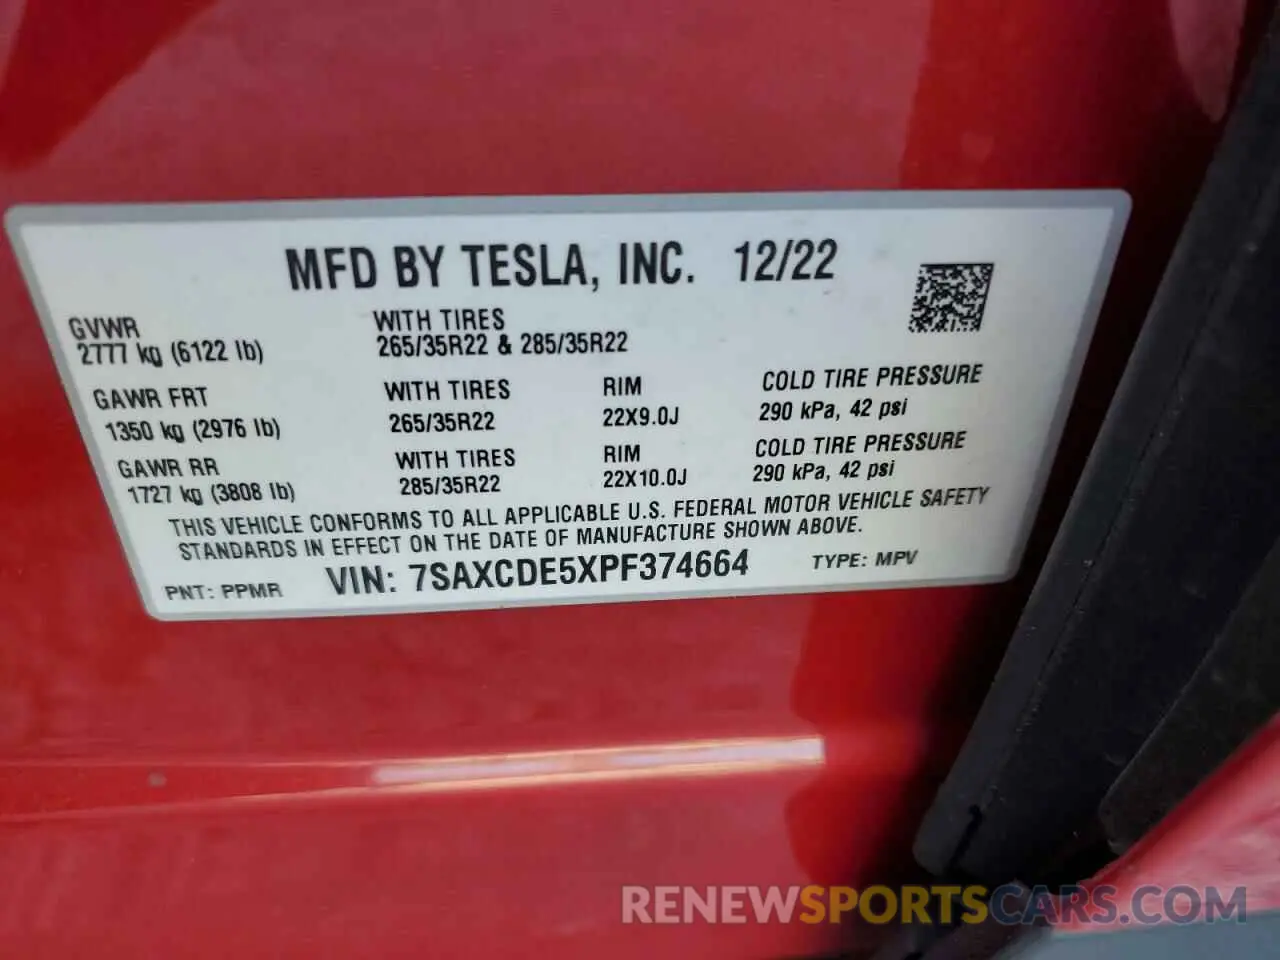 MFD BY TESLA, INC. 12/22
GVWR
2777 kg (6122 lb)
WITH TIRES
265/35R22 & 285/35R22
GAWR FRT
1350 kg (2976 lb)
WITH TIRES
265/35R22
RIM
22X9.0J
COLD TIRE PRESSURE
290 kPa, 42 psi
GAWR RR
1727 kg (3808 lb)
WITH TIRES
285/35R22
RIM
22X10.0J
COLD TIRE PRESSURE
290 kPa, 42 psi
THIS VEHICLE CONFORMS TO ALL APPLICABLE U.S. FEDERAL MOTOR VEHICLE SAFETY
STANDARDS IN EFFECT ON THE DATE OF MANUFACTURE SHOWN ABOVE.
PNT: PPMR VIN: 7SAXCDE5XPF374664 TYPE: MPV
RENEWSPORTSCARS.COM